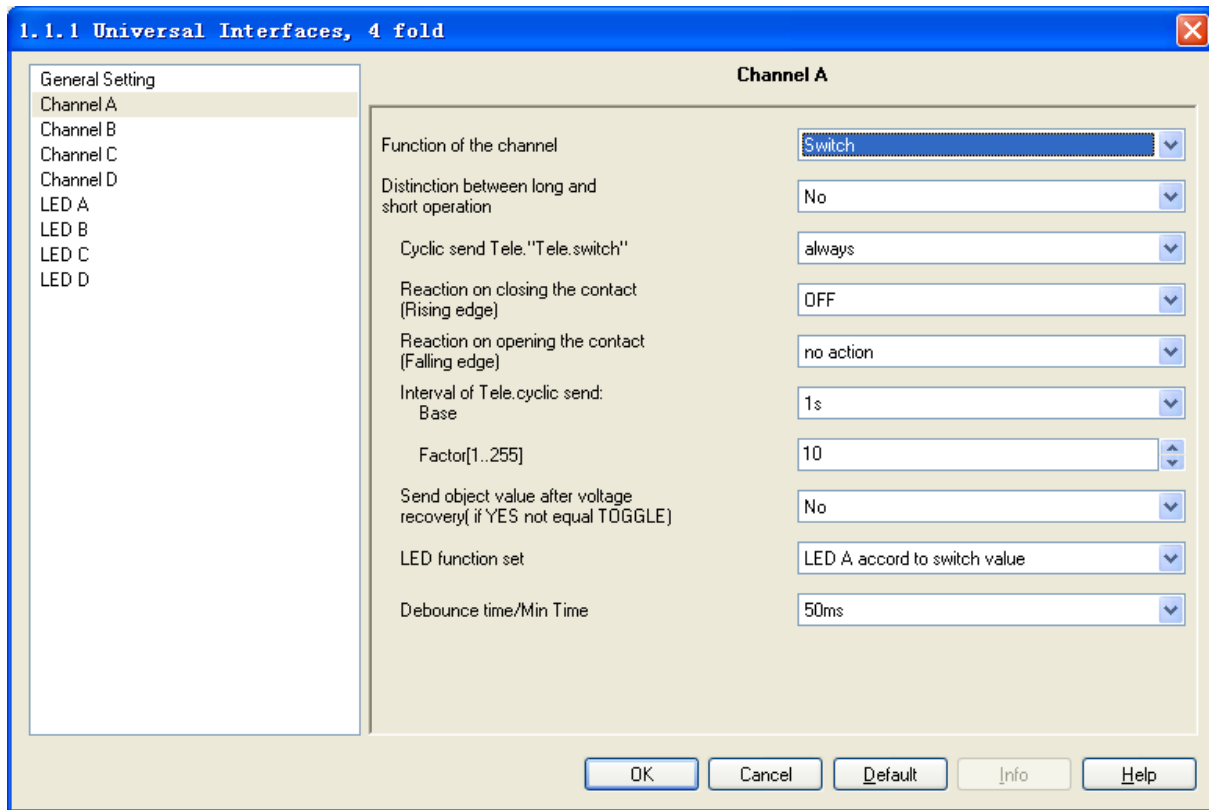 1.1.1 Universal Interfaces, 4 fold
General Setting
Channel A
Channel B
Channel C
Channel D
LED A
LED B
LED C
LED D
Channel A
Function of the channel
Switch
Distinction between long and
short operation
No
Cyclic send Tele."Tele.switch"
always
Reaction on closing the contact
(Rising edge)
OFF
Reaction on opening the contact
(Falling edge)
no action
Interval of Tele.cyclic send:
Base
1s
Factor[1..255]
10
Send object value after voltage
recovery( if YES not equal TOGGLE)
No
LED function set
LED A accord to switch value
Debounce time/Min Time
50ms
OK
Cancel
Default
Info
Help